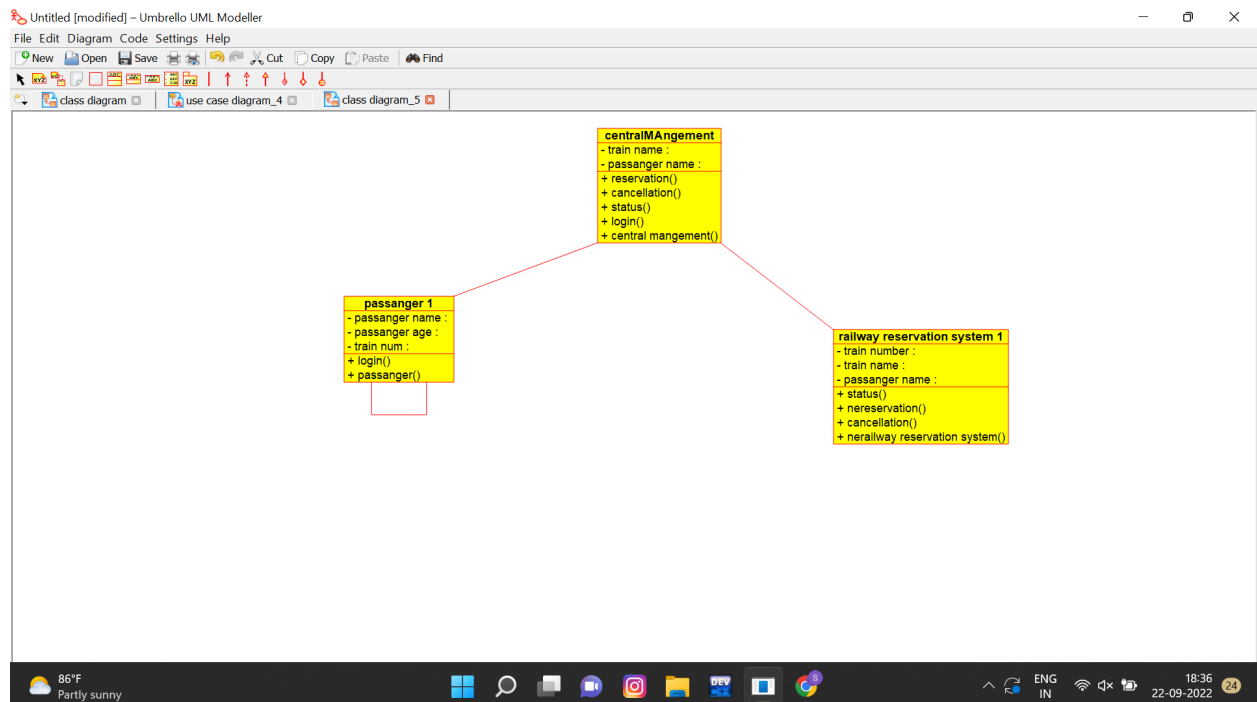 Untitled [modified] – Umbrello UML Modeller
File Edit Diagram Code Settings Help
New Open Save Cut Copy Paste Find
class diagram use case diagram_4 class diagram_5
centralMAngement
- train name :
- passanger name :
+ reservation()
+ cancellation()
+ status()
+ login()
+ central mangement()
passanger 1
- passanger name :
- passanger age :
- train num :
+ login()
+ passanger()
railway reservation system 1
- train number :
- train name :
- passanger name :
+ status()
+ nereservation()
+ cancellation()
+ nerailway reservation system()
86°F
Partly sunny
DEV
S
ENG
IN
18:36
22-09-2022
24